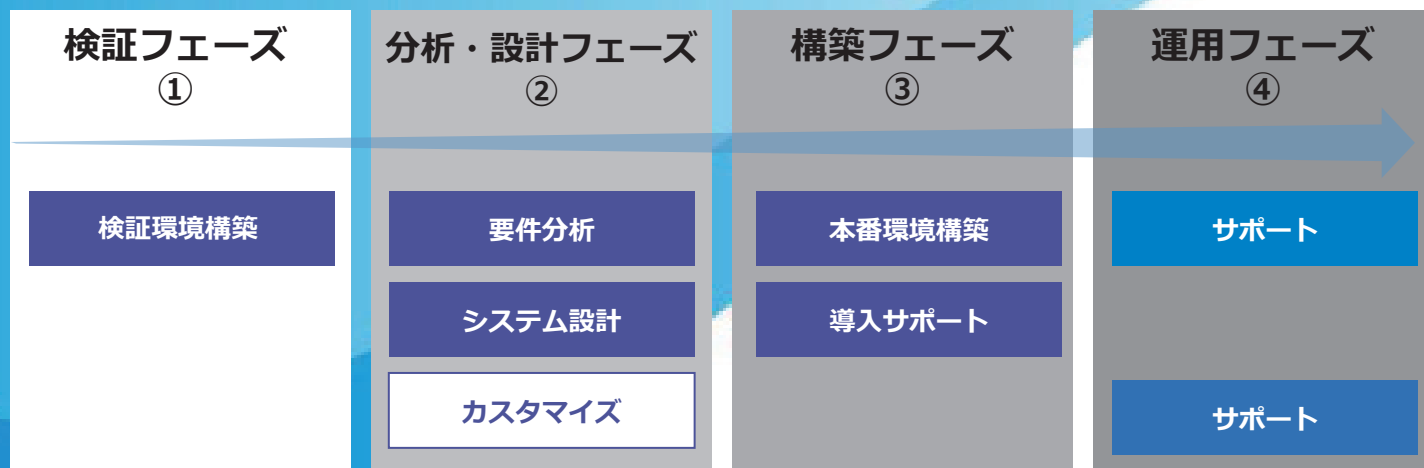 検証フェーズ
①
検証環境構築
分析・設計フェーズ
②
要件分析
システム設計
カスタマイズ
構築フェーズ
③
本番環境構築
導入サポート
運用フェーズ
④
サポート
サポート